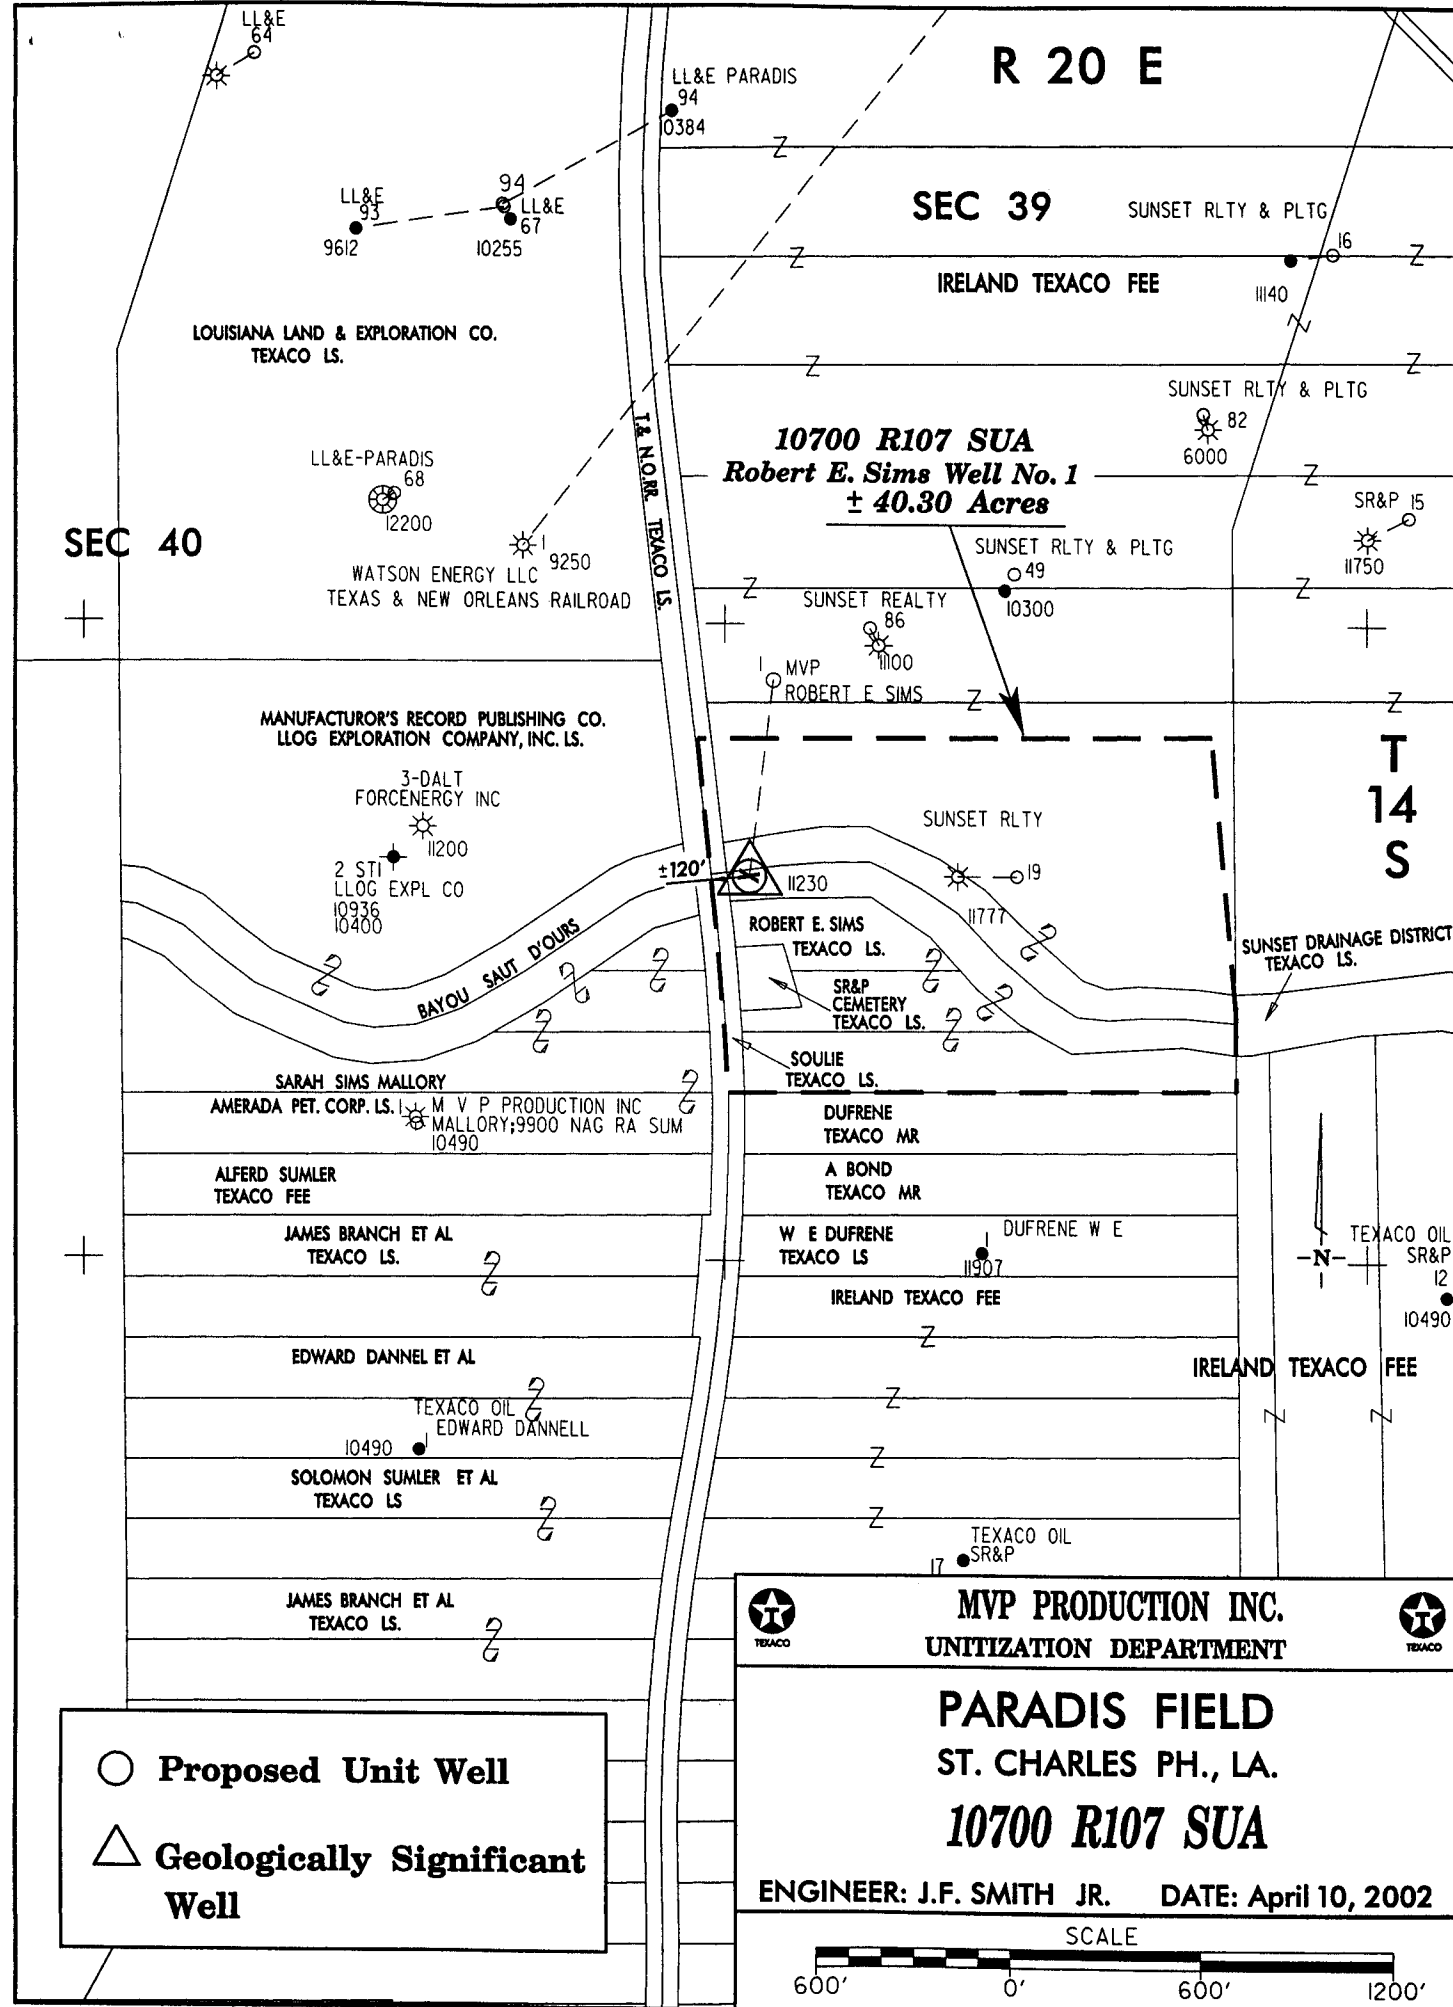 LL&E
64
LL&E PARADIS
94
10384
R 20 E
LL&E
93
9612
94
LL&E
67
10255
SEC 39
SUNSET RLTY & PLTG
16
11140
IRELAND TEXACO FEE
LOUISIANA LAND & EXPLORATION CO.
TEXACO LS.
T.& N.O.RR. TEXACO LS.
SUNSET RLTY & PLTG
82
6000
10700 R107 SUA
Robert E. Sims Well No. 1
± 40.30 Acres
LL&E-PARADIS
68
12200
SEC 40
1
9250
WATSON ENERGY LLC
TEXAS & NEW ORLEANS RAILROAD
SR&P 15
11750
SUNSET RLTY & PLTG
49
10300
SUNSET REALTY
86
11100
1 MVP
ROBERT E SIMS
MANUFACTUROR'S RECORD PUBLISHING CO.
LLOG EXPLORATION COMPANY, INC. LS.
T
14
S
3-DALT
FORCENERGY INC
11200
2 ST1
LLOG EXPL CO
10936
10400
SUNSET RLTY
19
11777
±120'
11230
BAYOU SAUT D'OURS
ROBERT E. SIMS
TEXACO LS.
SR&P
CEMETERY
TEXACO LS.
SUNSET DRAINAGE DISTRICT
TEXACO LS.
SOULIE
TEXACO LS.
SARAH SIMS MALLORY
AMERADA PET. CORP. LS.
1
M V P PRODUCTION INC
MALLORY;9900 NAG RA SUM
10490
DUFRENE
TEXACO MR
ALFERD SUMLER
TEXACO FEE
A BOND
TEXACO MR
JAMES BRANCH ET AL
TEXACO LS.
W E DUFRENE
TEXACO LS
DUFRENE W E
1
11907
-N-
TEXACO OIL
SR&P
12
10490
IRELAND TEXACO FEE
EDWARD DANNEL ET AL
IRELAND TEXACO FEE
TEXACO OIL
EDWARD DANNELL
10490
1
SOLOMON SUMLER ET AL
TEXACO LS
TEXACO OIL
SR&P
17
JAMES BRANCH ET AL
TEXACO LS.
TEXACO
MVP PRODUCTION INC.
UNITIZATION DEPARTMENT
TEXACO
PARADIS FIELD
ST. CHARLES PH., LA.
10700 R107 SUA
ENGINEER: J.F. SMITH JR. DATE: April 10, 2002
SCALE
600' 0' 600' 1200'
Proposed Unit Well
Geologically Significant
Well